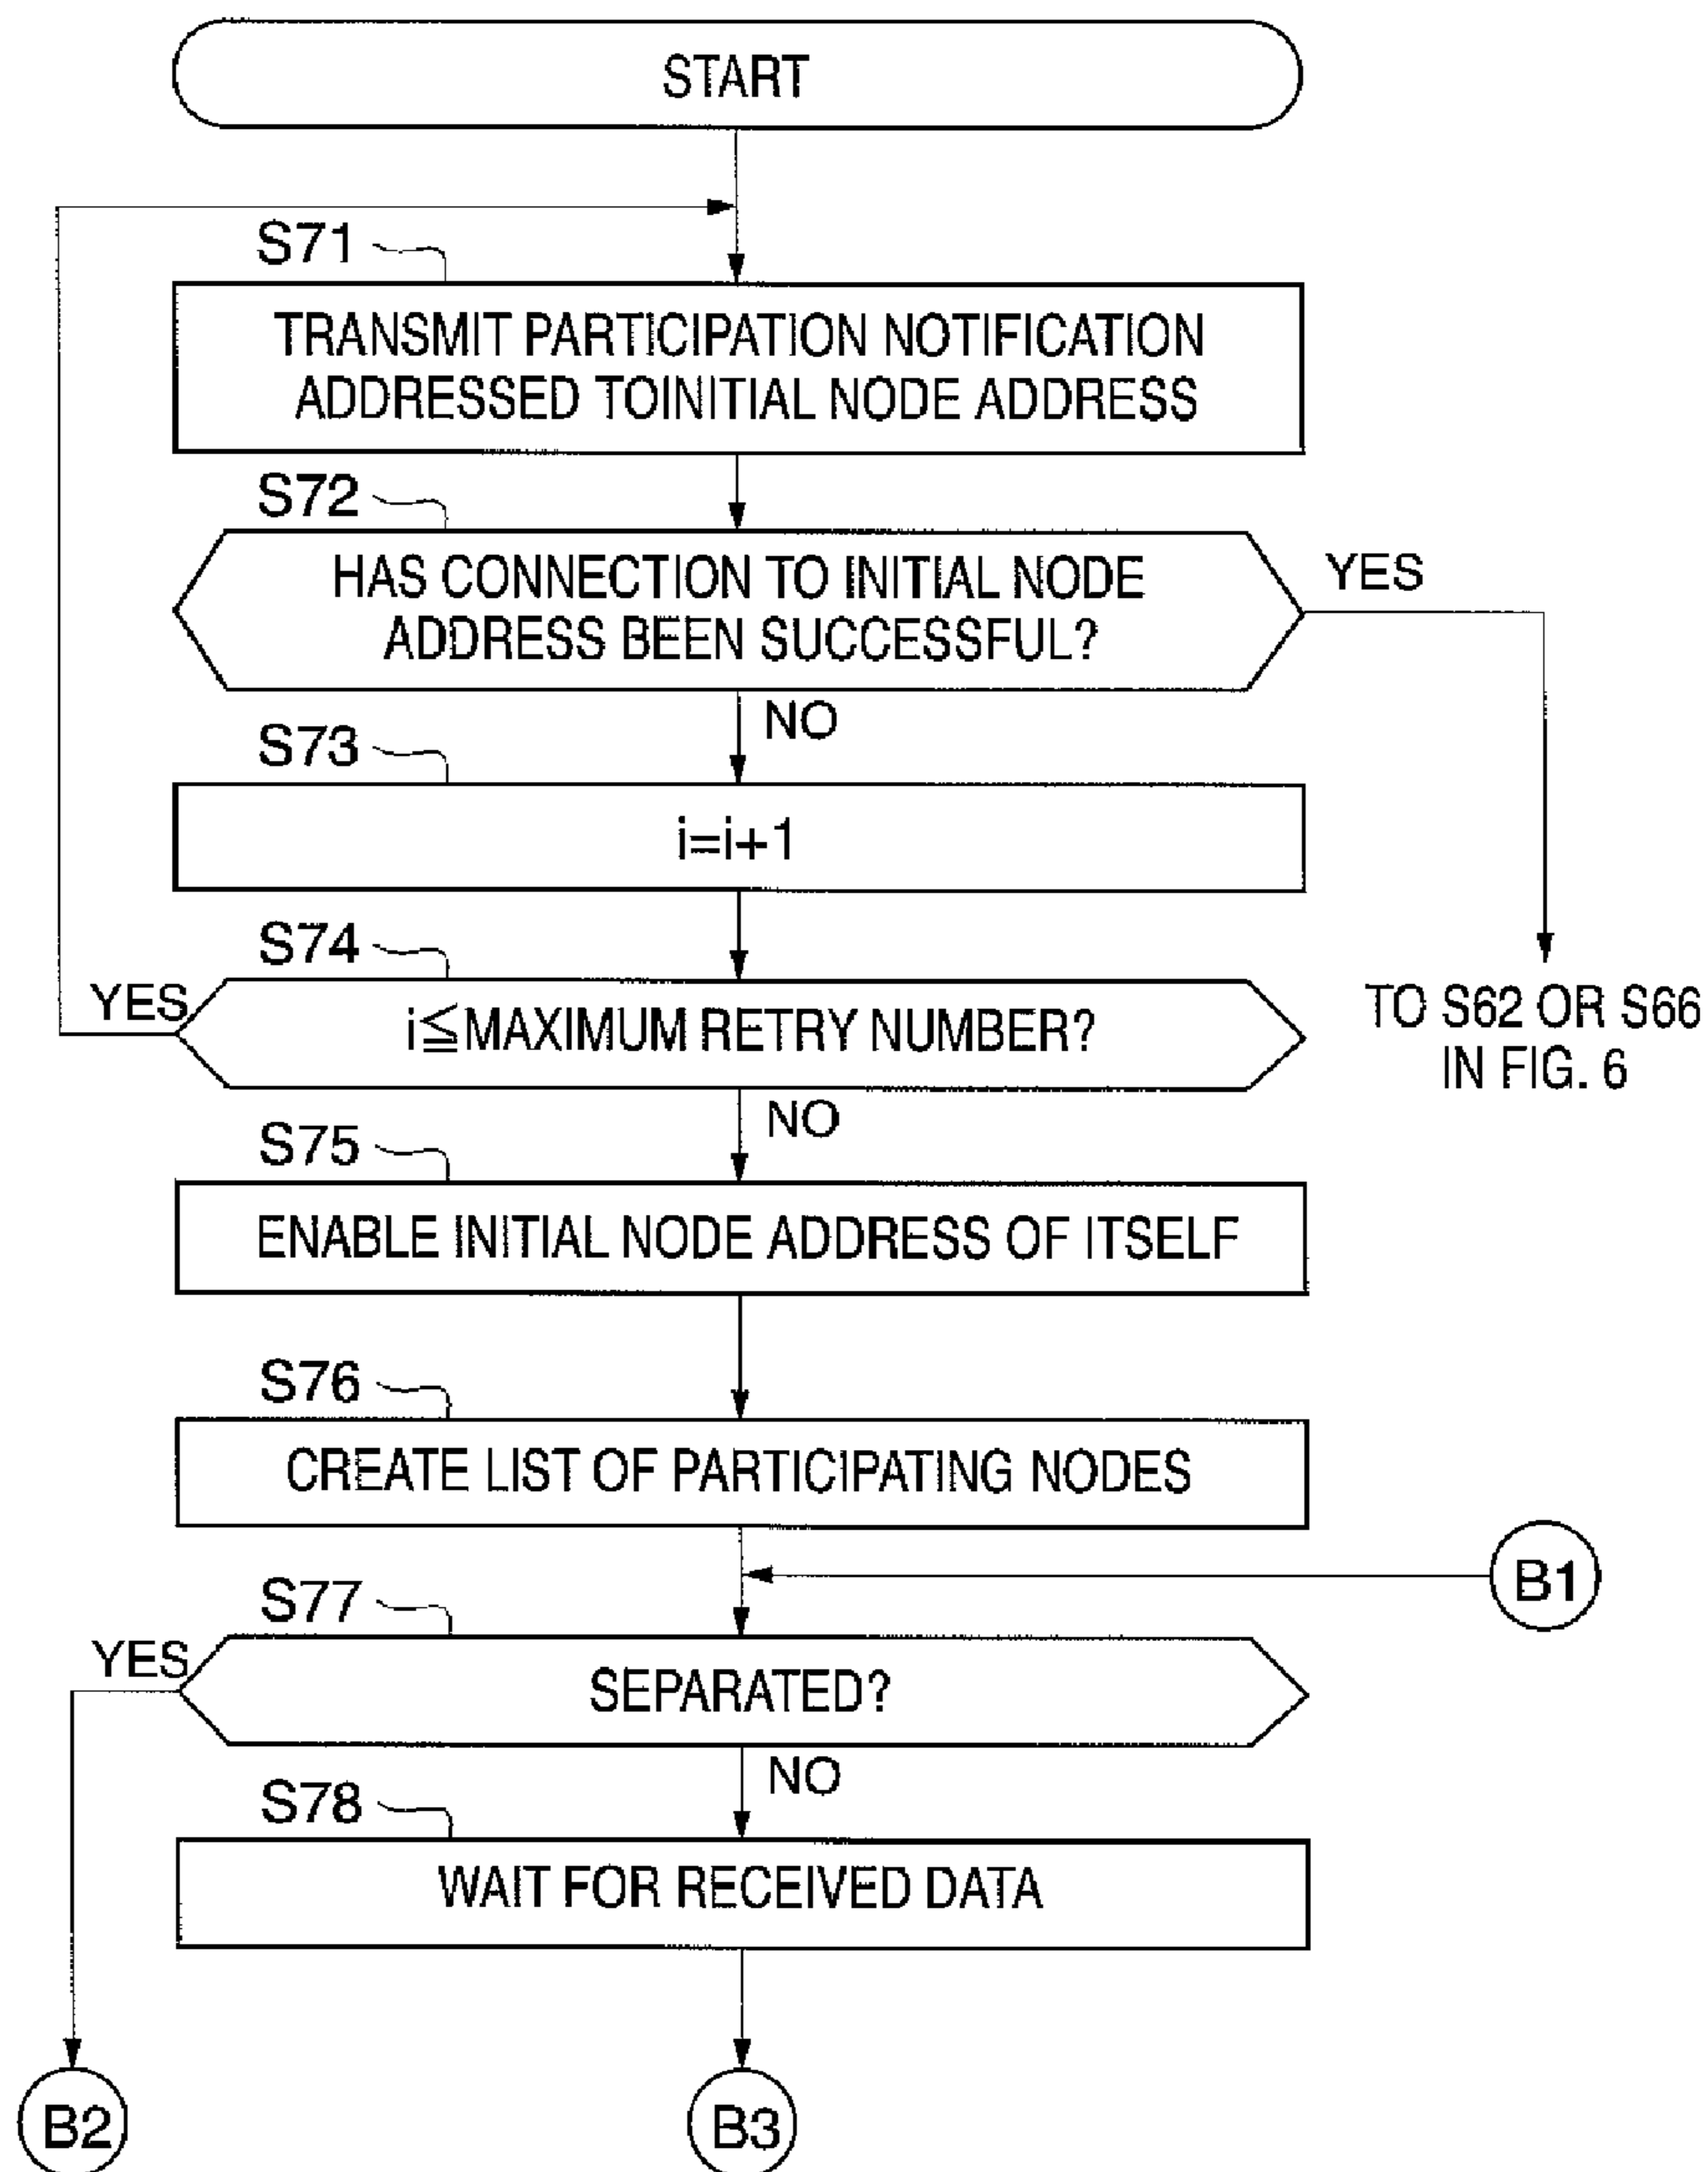 START
S71
TRANSMIT PARTICIPATION NOTIFICATION
ADDRESSED TOINITIAL NODE ADDRESS
S72
HAS CONNECTION TO INITIAL NODE
ADDRESS BEEN SUCCESSFUL?
YES
NO
S73
i=i+1
S74
YES
i≦MAXIMUM RETRY NUMBER?
TO S62 OR S66
IN FIG. 6
NO
S75
ENABLE INITIAL NODE ADDRESS OF ITSELF
S76
CREATE LIST OF PARTICIPATING NODES
B1
S77
YES
SEPARATED?
NO
S78
WAIT FOR RECEIVED DATA
B2
B3